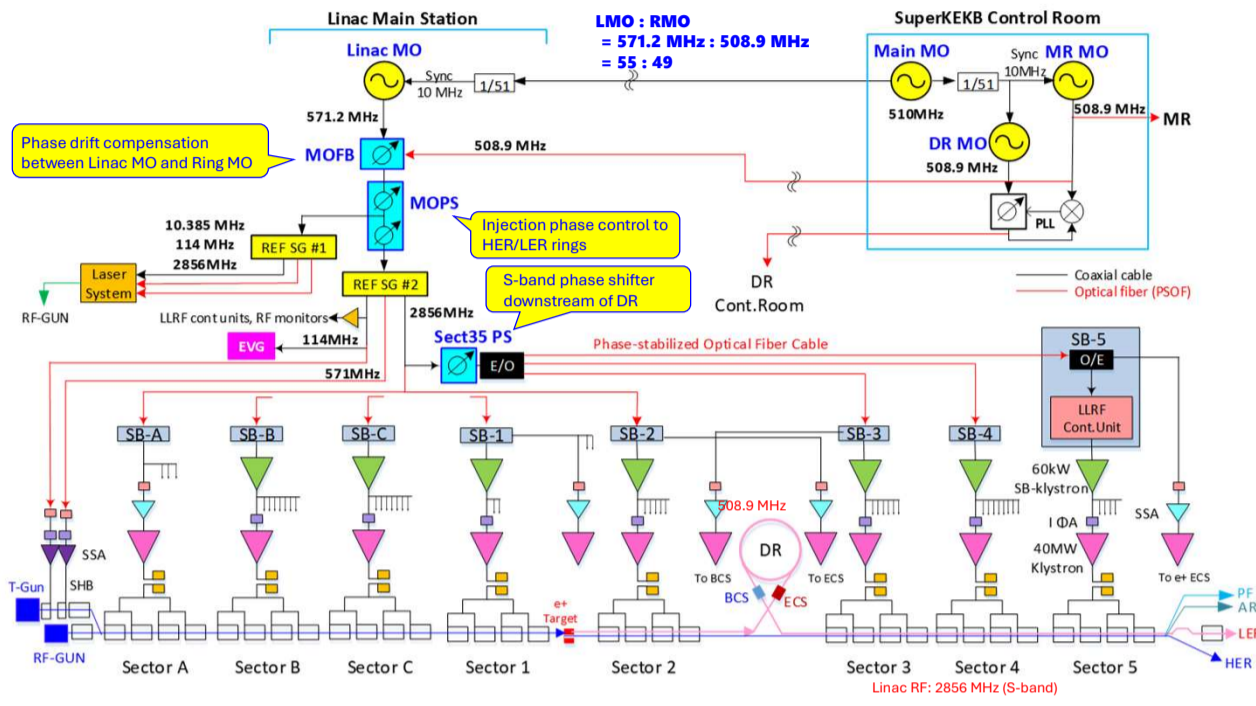 Linac Main Station
LMO : RMO
= 571.2 MHz : 508.9 MHz
= 55 : 49
SuperKEKB Control Room
Linac MO
Sync
10 MHz
1/51
Main MO
1/51
Sync
10MHz
MR MO
510MHz
508.9 MHz
MR
571.2 MHz
Phase drift compensation
between Linac MO and Ring MO
MOFB
508.9 MHz
DR MO
508.9 MHz
MOPS
PLL
Injection phase control to
HER/LER rings
10.385 MHz
114 MHz
2856MHz
REF SG #1
Laser
System
RF-GUN
REF SG #2
S-band phase shifter
downstream of DR
DR
Cont.Room
Coaxial cable
Optical fiber (PSOF)
LLRF cont units, RF monitors
2856MHz
EVG
114MHz
571MHz
Sect35 PS
E/O
Phase-stabilized Optical Fiber Cable
SB-5
O/E
LLRF
Cont.Unit
SB-A
SB-B
SB-C
SB-1
SB-2
SB-3
SB-4
60kW
SB-klystron
508.9 MHz
I ΦA
SSA
DR
40MW
Klystron
SSA
SHB
To BCS
To ECS
To e+ ECS
T-Gun
BCS
ECS
e+
Target
RF-GUN
PF
AR
LER
HER
Sector A
Sector B
Sector C
Sector 1
Sector 2
Sector 3
Sector 4
Sector 5
Linac RF: 2856 MHz (S-band)